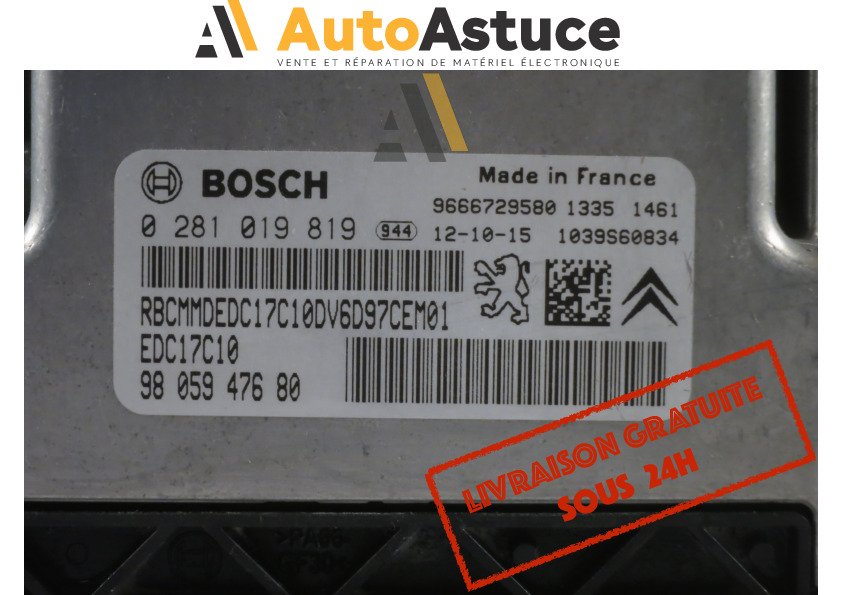 AutoAstuce
VENTE ET RÉPARATION DE MATÉRIEL ÉLECTRONIQUE
BOSCH
Made in France
9666729580 1335 1461
0 281 019 819 944 12-10-15 1039S60834
RBCMMDEDC17C10DV6D97CEM01
EDC17C10
98 059 476 80
LIVRAISON GRATUITE
SOUS 24H